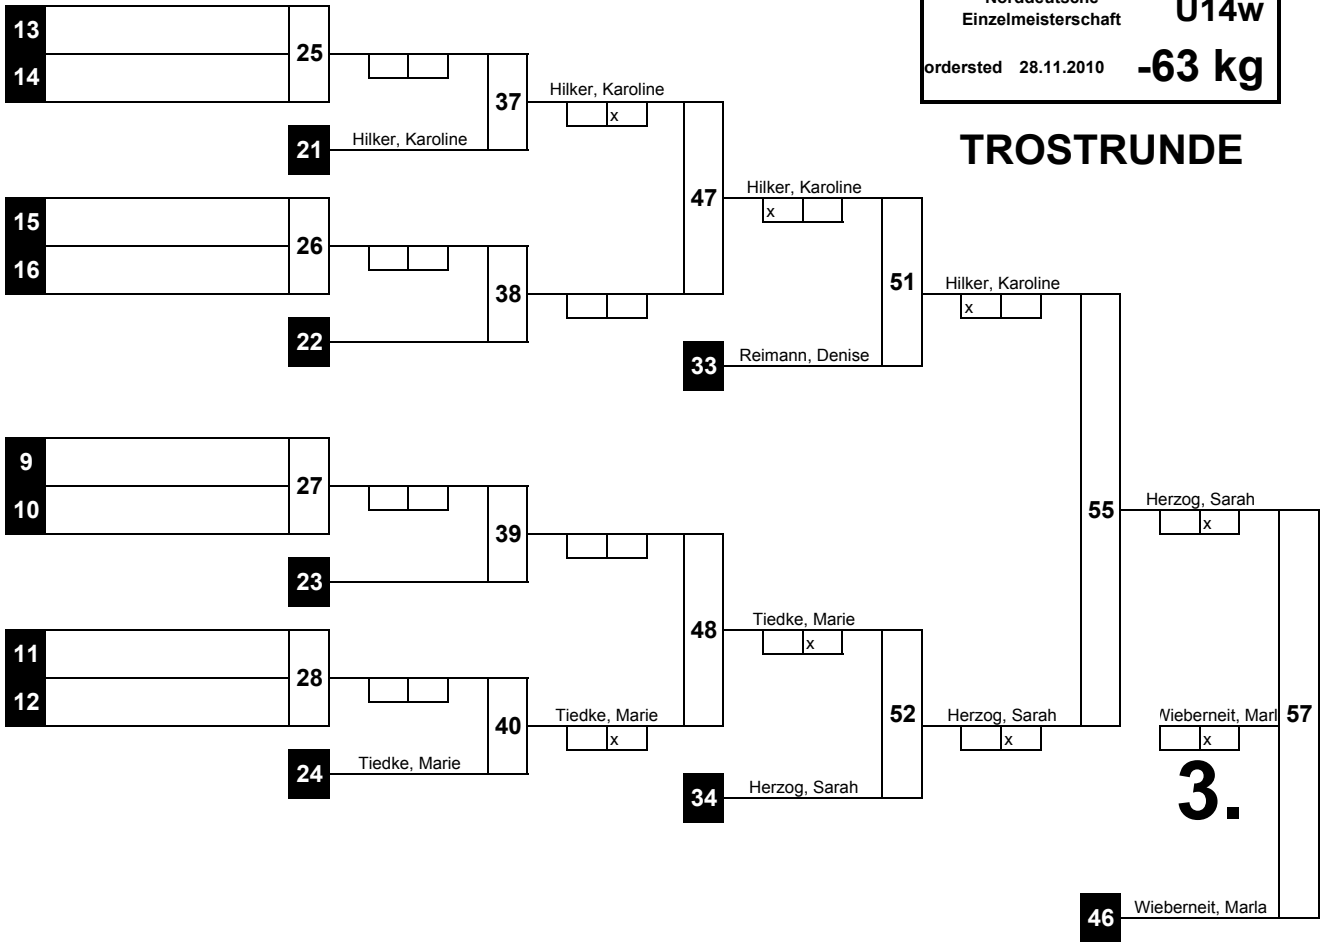 Norddeutsche
Einzelmeisterschaft
U14w
ordersted 28.11.2010
-63 kg
TROSTRUNDE
13
14
25
37
Hilker, Karoline
x
21
Hilker, Karoline
47
Hilker, Karoline
x
15
16
26
38
22
51
Hilker, Karoline
x
33
Reimann, Denise
9
10
27
39
23
55
Herzog, Sarah
x
48
Tiedke, Marie
x
11
12
28
40
Tiedke, Marie
x
24
Tiedke, Marie
52
Herzog, Sarah
x
34
Herzog, Sarah
Wieberneit, Marl
x
57
3.
46
Wieberneit, Marla